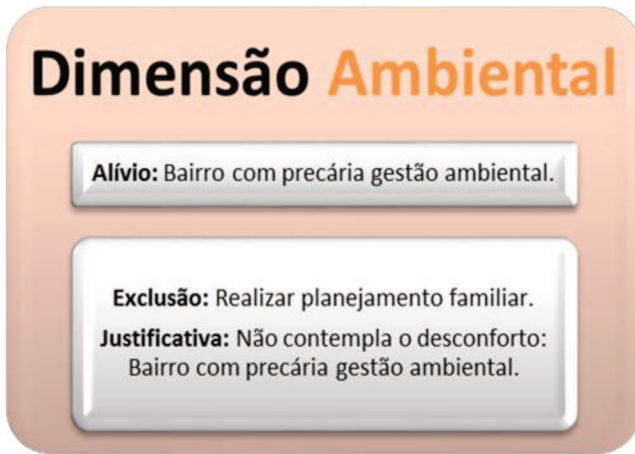 Dimensão Ambiental
Alívio: Bairro com precária gestão ambiental.
Exclusão: Realizar planejamento familiar.
Justificativa: Não contempla o desconforto:
Bairro com precária gestão ambiental.